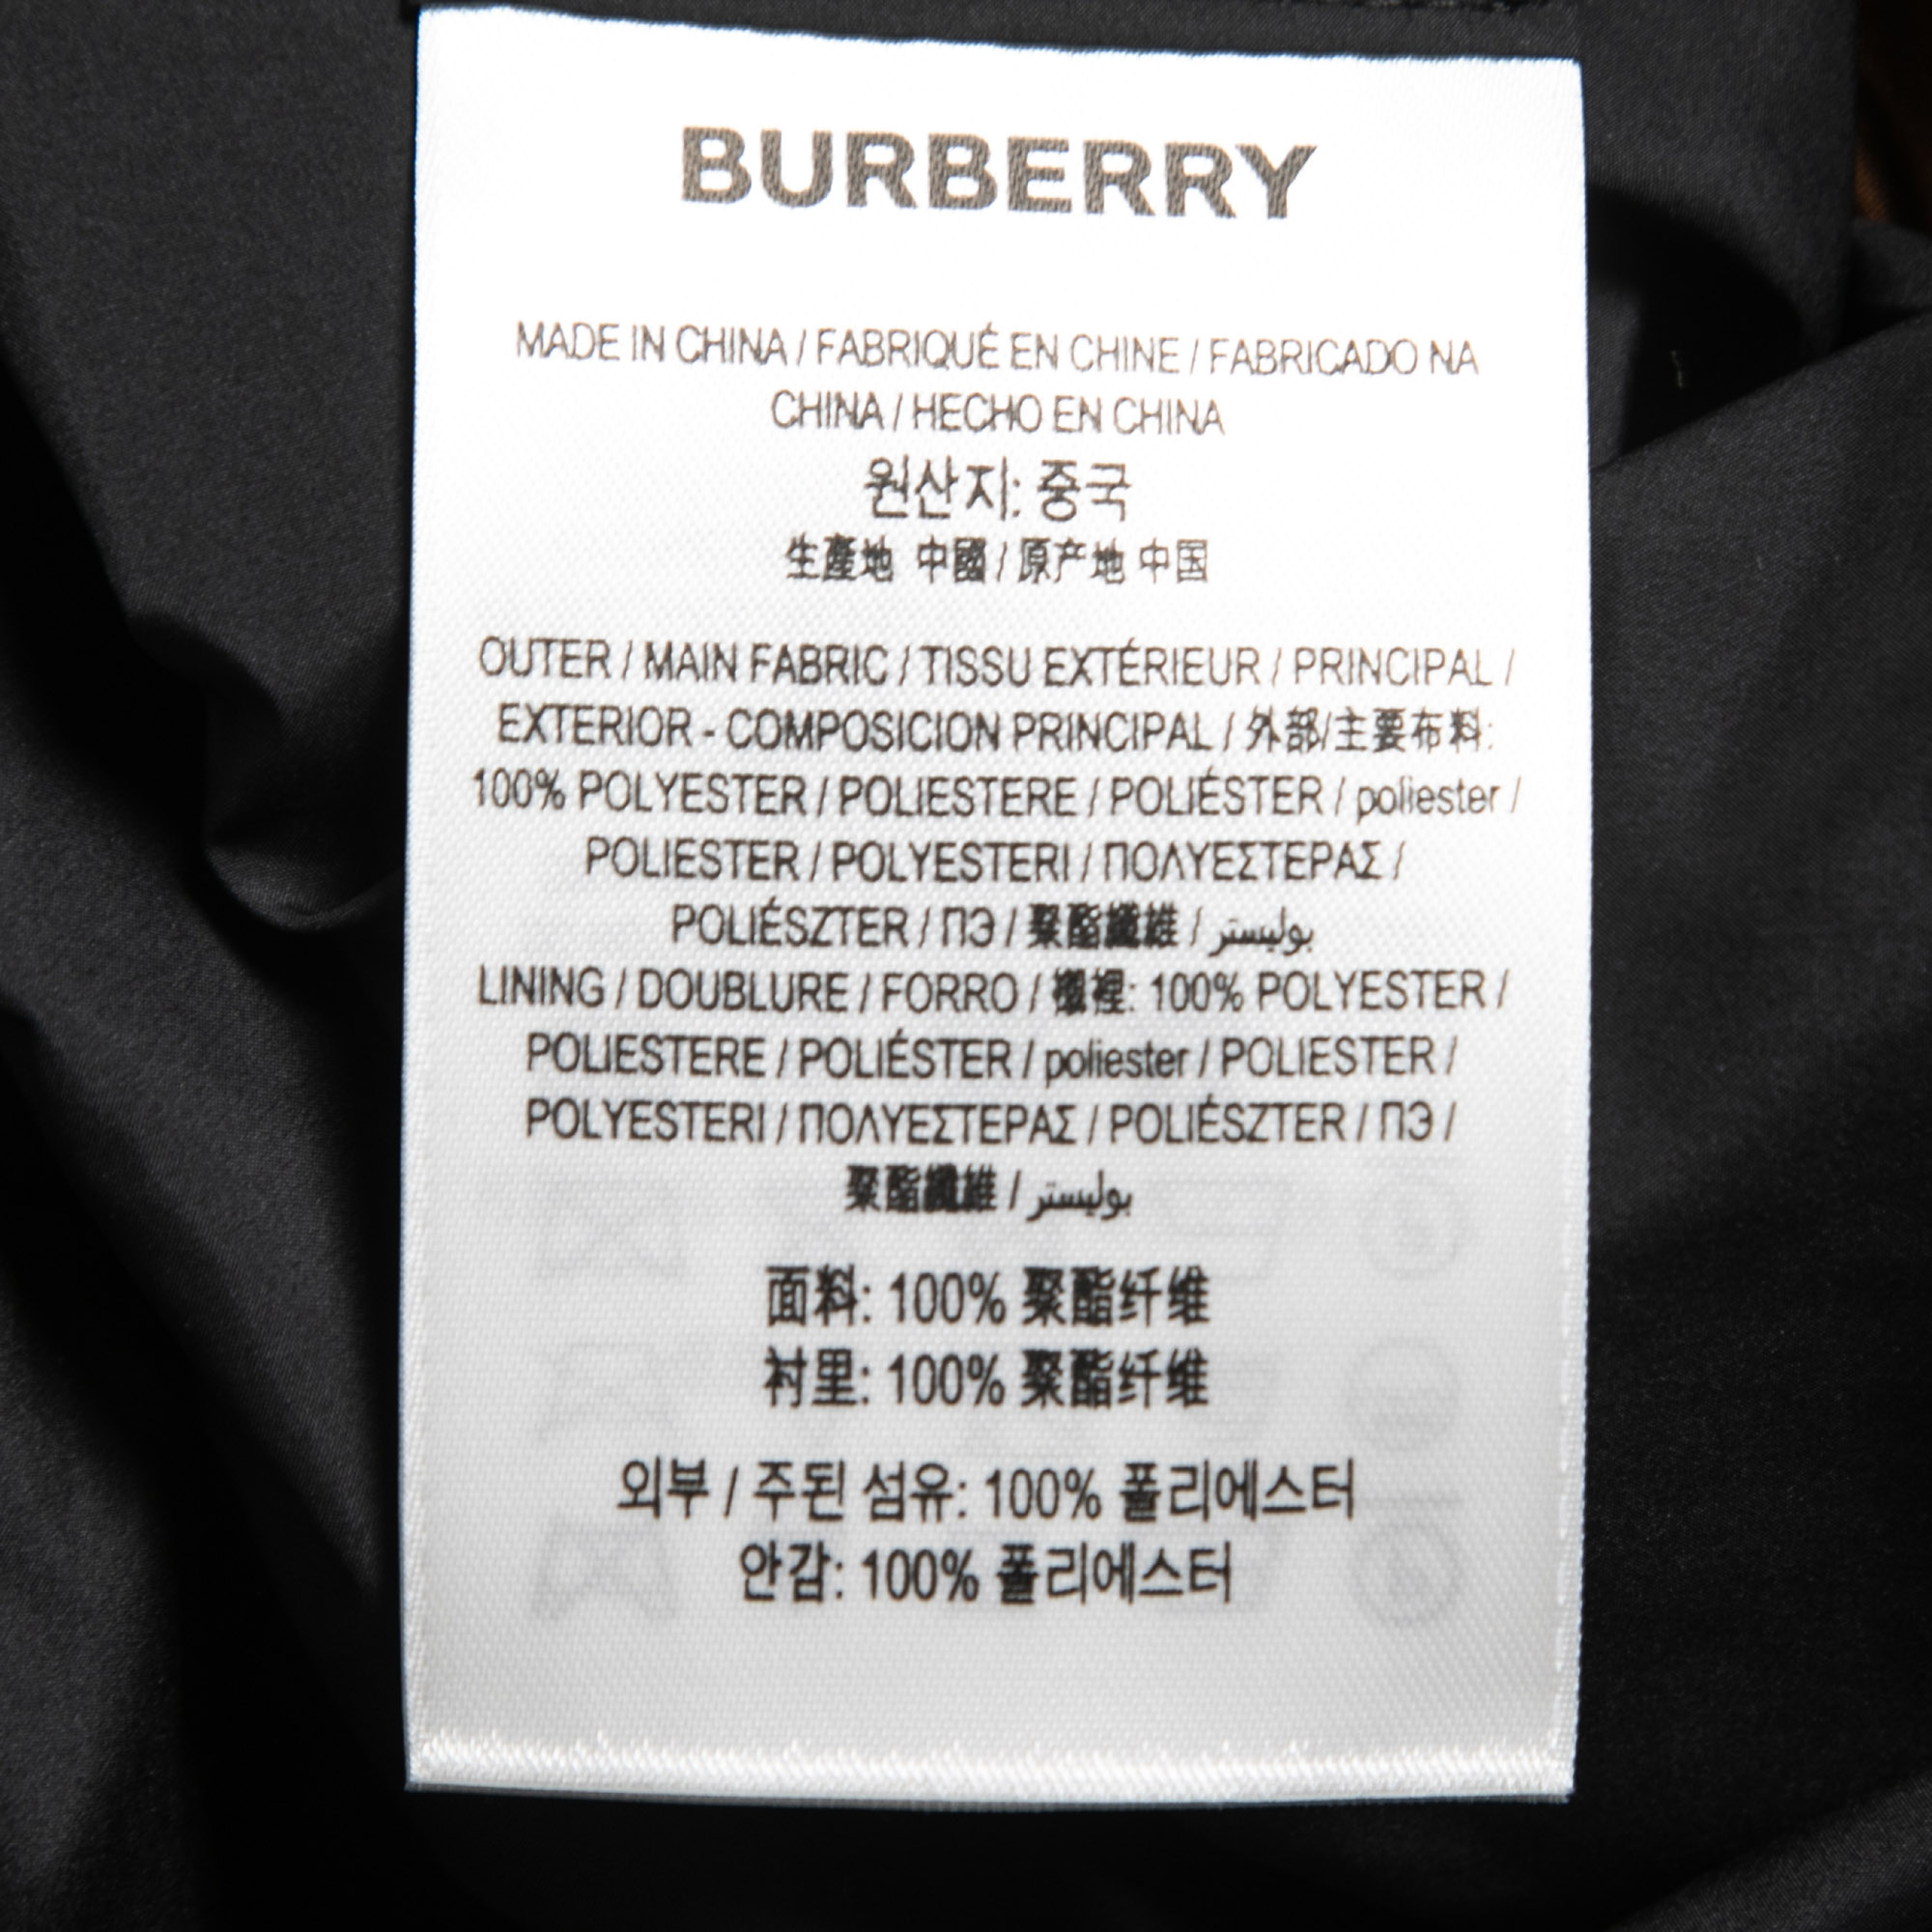 BURBERRY
MADE IN CHINA / FABRIQUÉ EN CHINE / FABRICADO NA
CHINA / HECHO EN CHINA
원산지: 중국
生產地 中國 / 原产地 中国
OUTER / MAIN FABRIC / TISSU EXTÉRIEUR / PRINCIPAL /
EXTERIOR - COMPOSICION PRINCIPAL / 外部/主要布料:
100% POLYESTER / POLIESTERE / POLIÉSTER / poliester /
POLIESTER / POLYESTERI / ΠΟΛΥΕΣΤΕΡΑΣ /
POLIÉSZTER / ПЭ / 聚酯纖維 / بوليستر
LINING / DOUBLURE / FORRO / 襯裡: 100% POLYESTER /
POLIESTERE / POLIÉSTER / poliester / POLIESTER /
POLYESTERI / ΠΟΛΥΕΣΤΕΡΑΣ / POLIÉSZTER / ПЭ /
聚酯纖維 / بوليستر
面料: 100% 聚酯纤维
衬里: 100% 聚酯纤维
외부 / 주된 섬유: 100% 폴리에스터
안감: 100% 폴리에스터